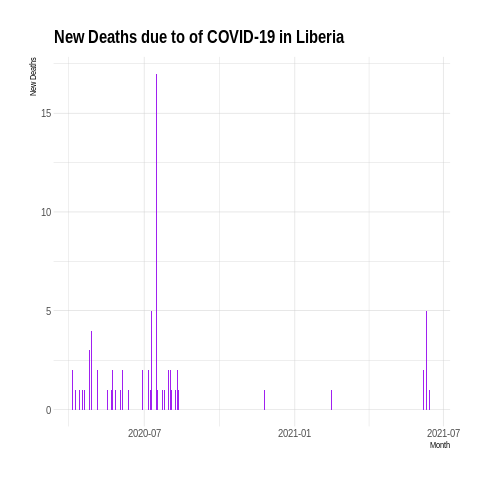 New Deaths due to of COVID-19 in Liberia
New Deaths
15
10
5
0
2020-07
2021-01
2021-07
Month